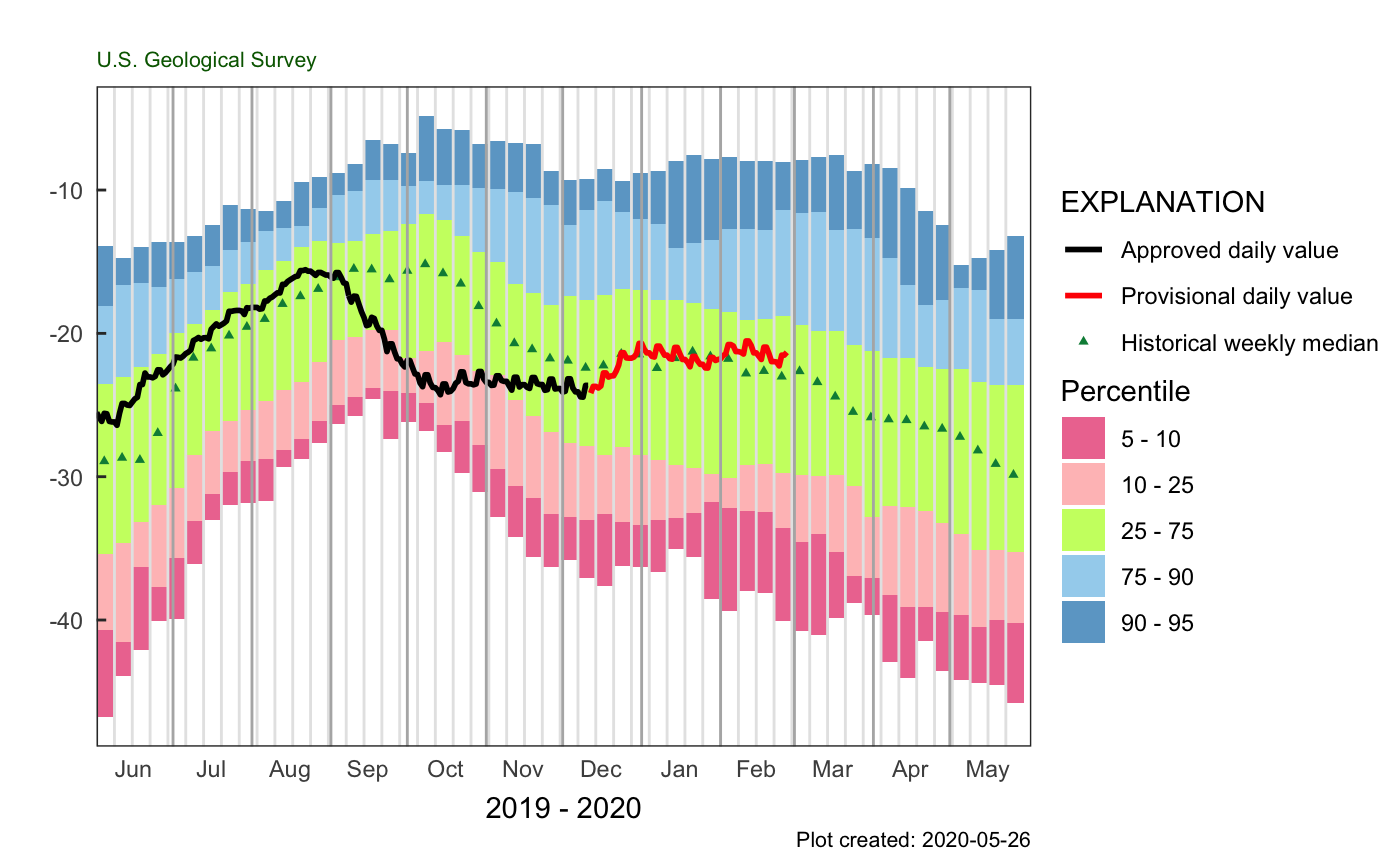 U.S. Geological Survey
-10
-20
-30
-40
Jun Jul Aug Sep Oct Nov Dec Jan Feb Mar Apr May
2019 - 2020
Plot created: 2020-05-26
EXPLANATION
Approved daily value
Provisional daily value
Historical weekly median
Percentile
5 - 10
10 - 25
25 - 75
75 - 90
90 - 95